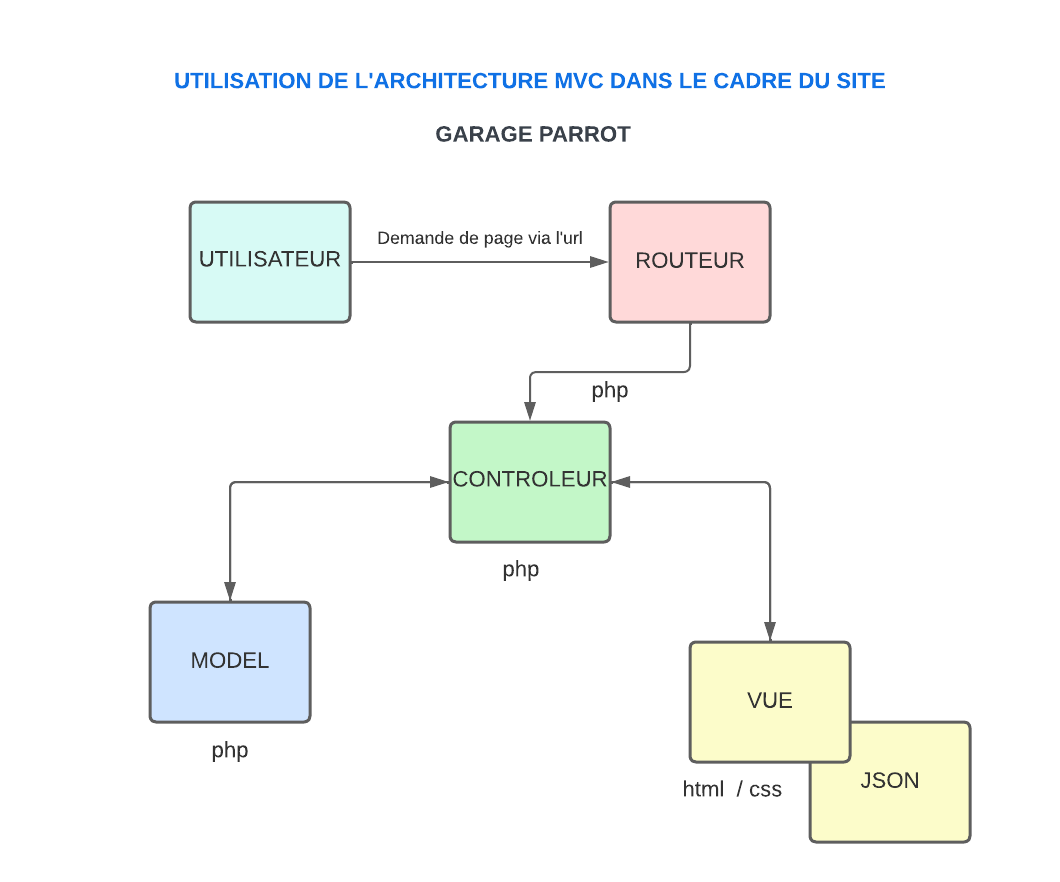 UTILISATION DE L'ARCHITECTURE MVC DANS LE CADRE DU SITE
GARAGE PARROT
UTILISATEUR
Demande de page via l'url
ROUTEUR
php
CONTROLEUR
php
MODEL
php
VUE
html / css
JSON